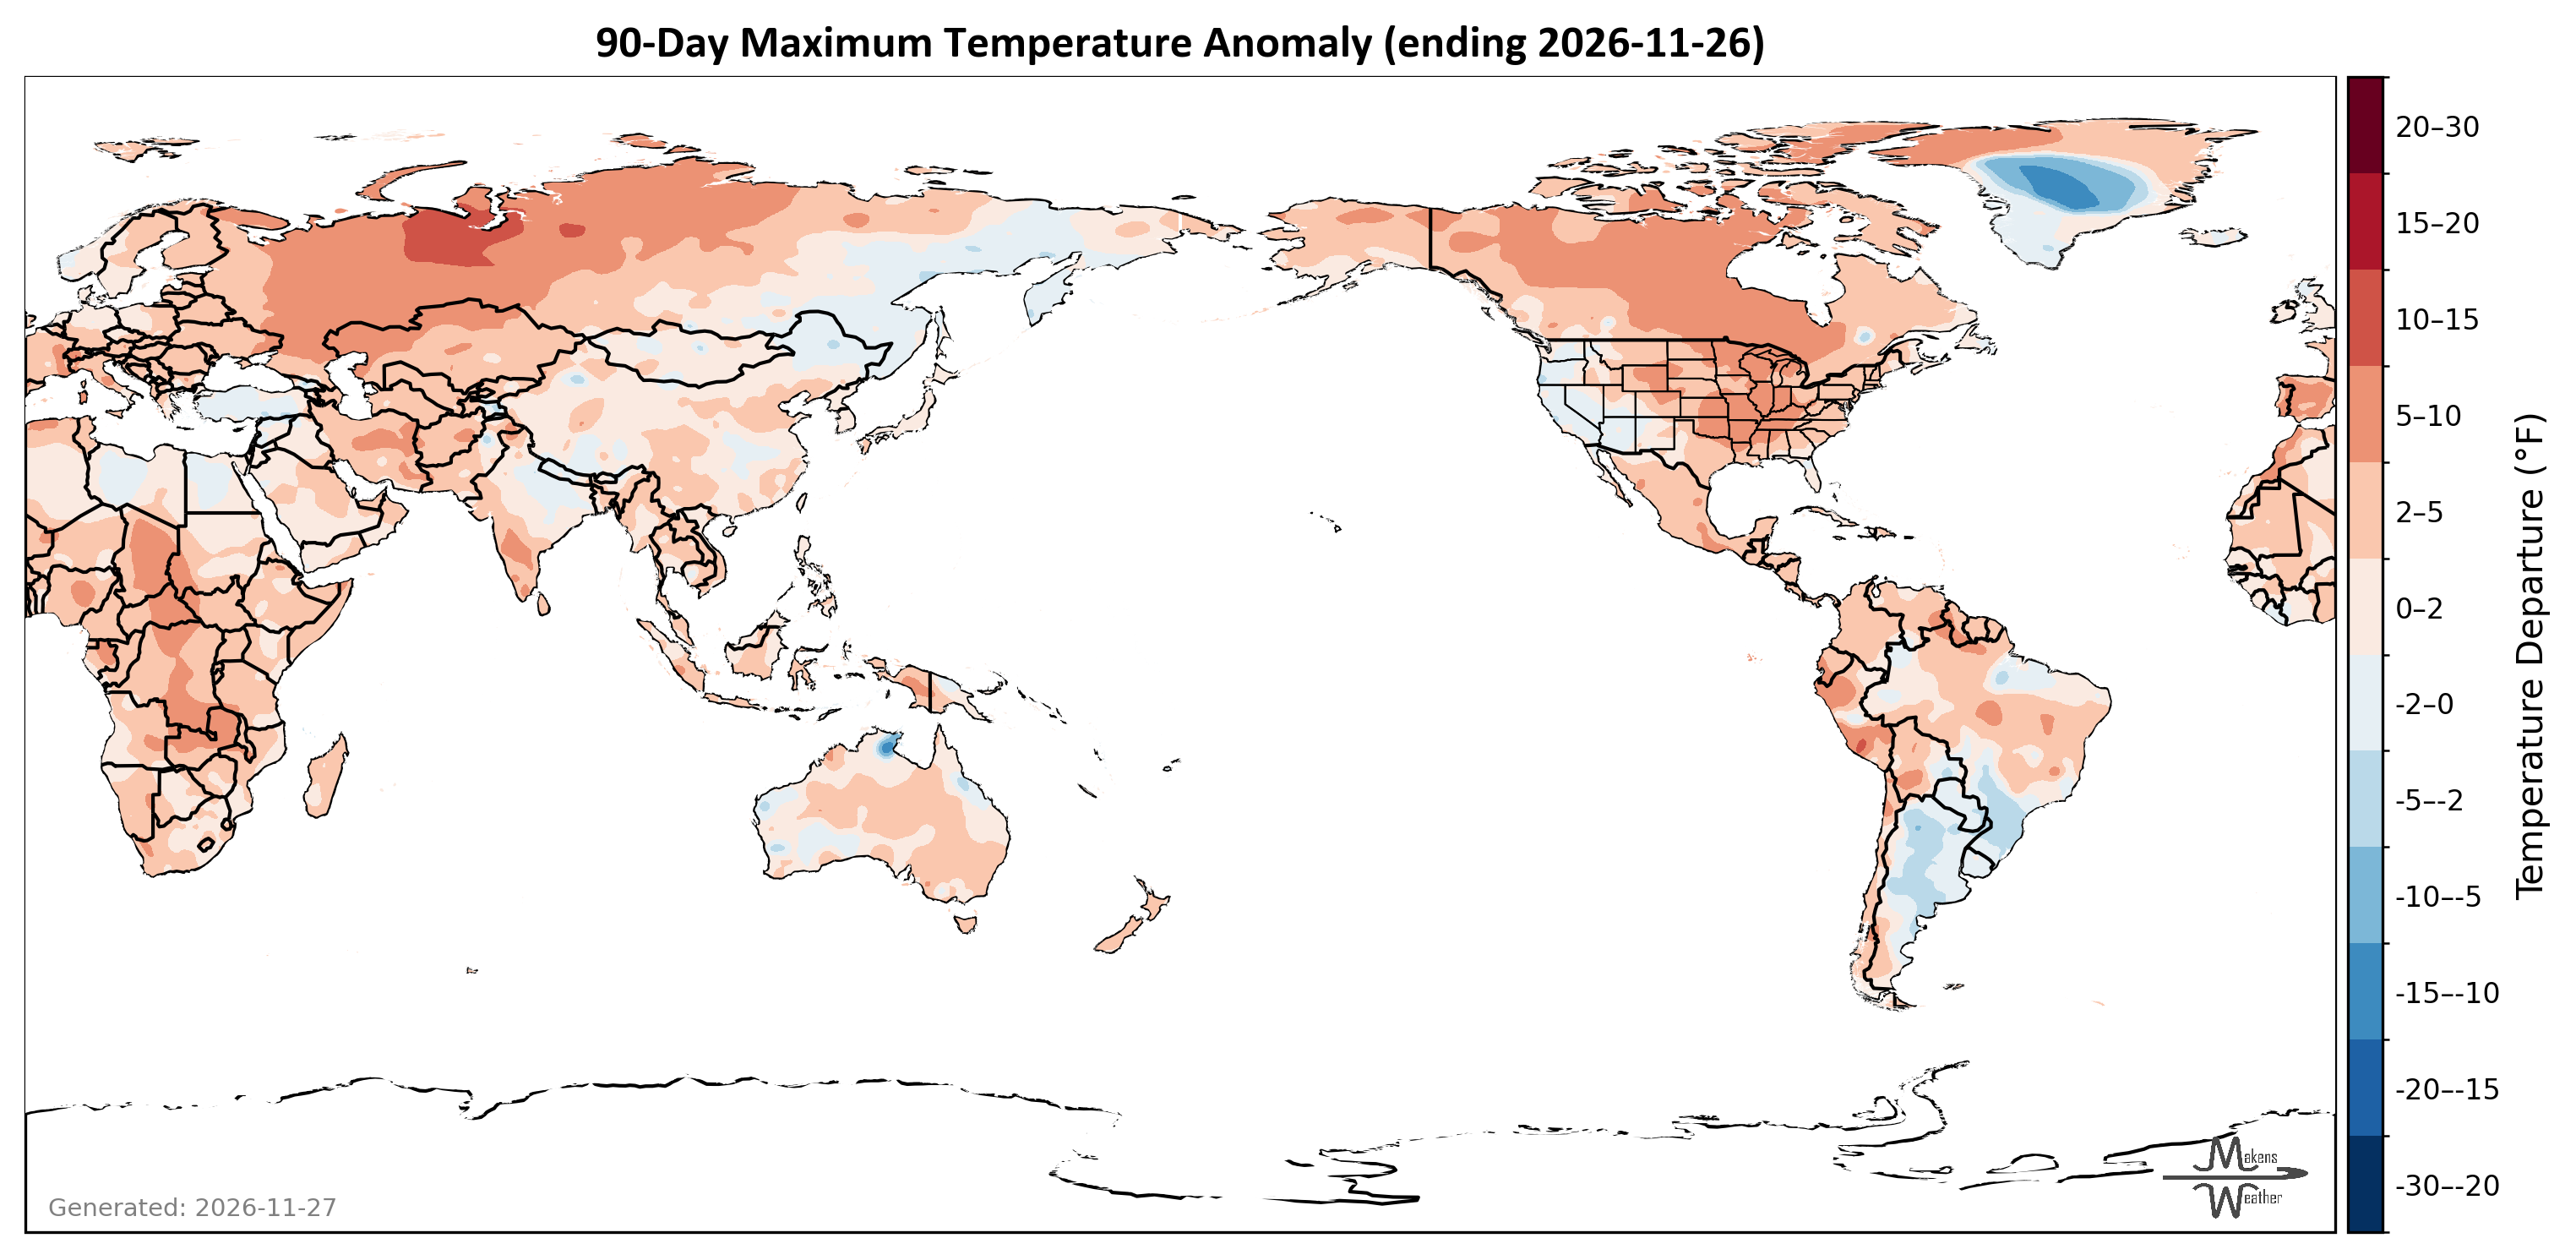 90-Day Maximum Temperature Anomaly (ending 2026-11-26)
20–30
15–20
10–15
5–10
2–5
0–2
-2–0
-5–-2
-10–-5
-15–-10
-20–-15
-30–-20
Temperature Departure (°F)
Generated: 2026-11-27
Makens
Weather